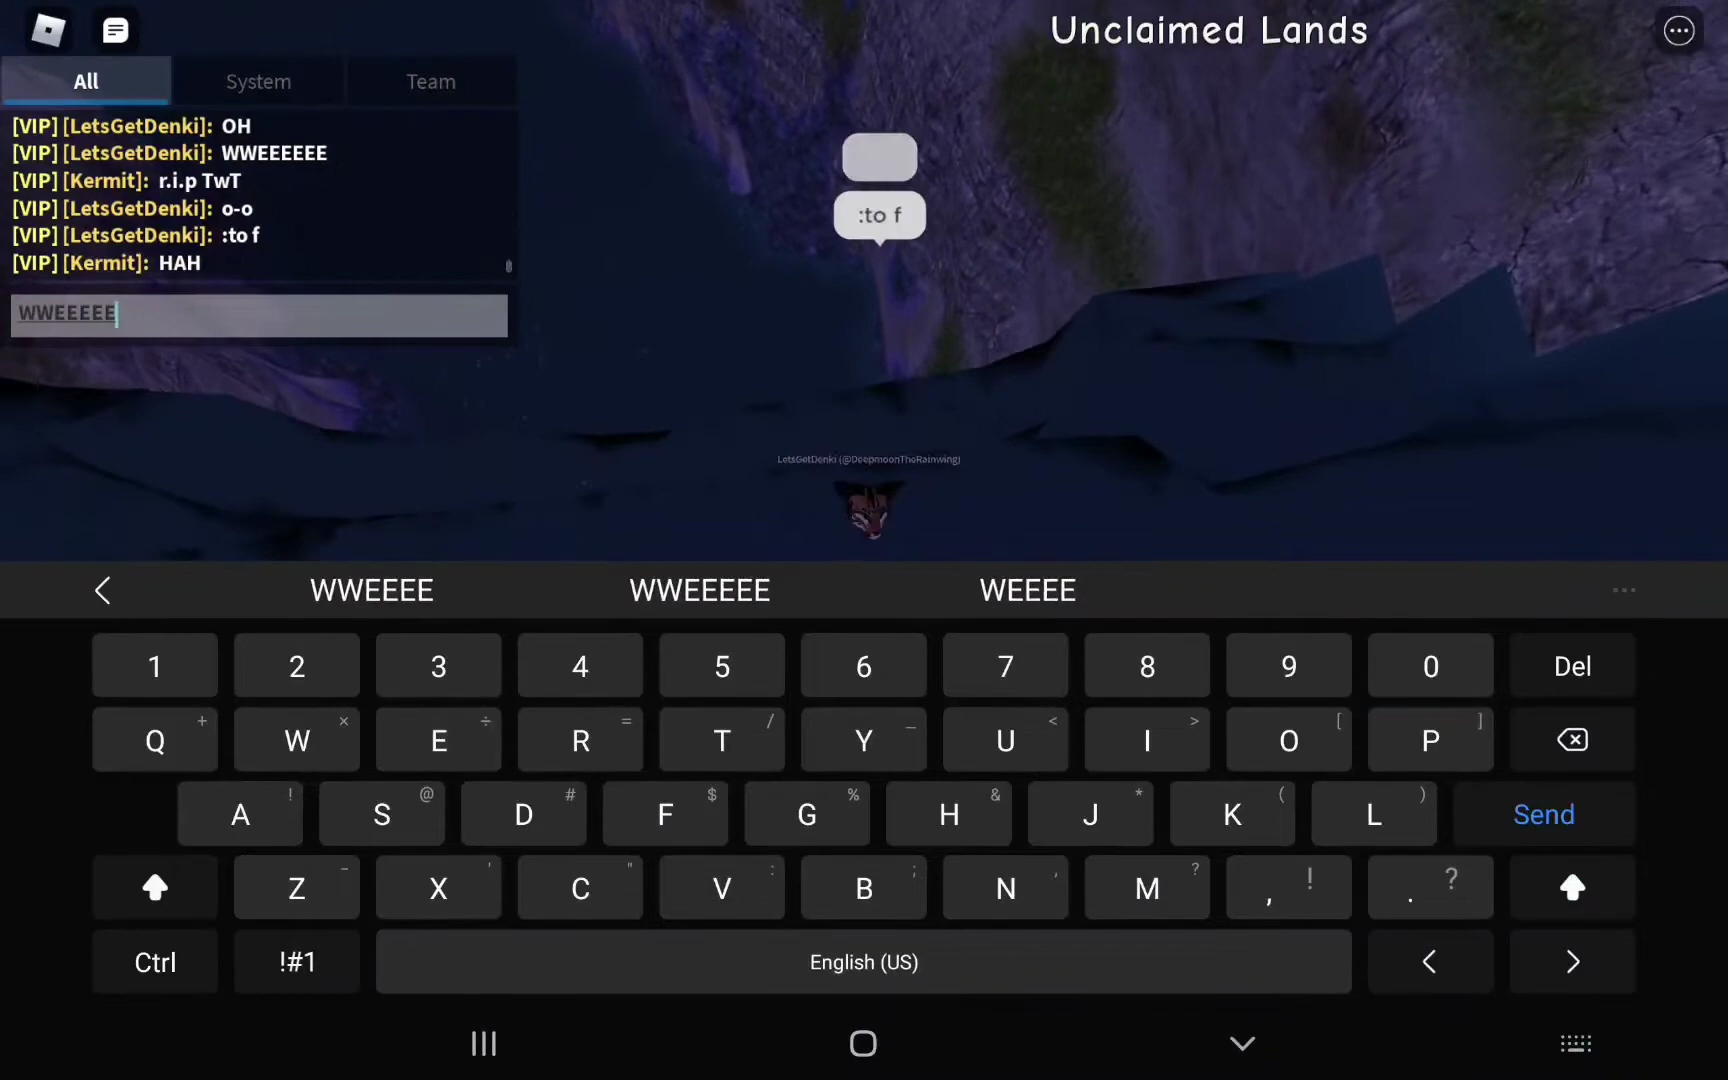 Unclaimed Lands
All System Team
[VIP] [LetsGetDenki]: OH
[VIP] [LetsGetDenki]: WWEEEEEE
[VIP] [Kermit]: r.i.p TwT
[VIP] [LetsGetDenki]: o-o
[VIP] [LetsGetDenki]: :to f
[VIP] [Kermit]: HAH
WWEEEEE
:to f
LetsGetDenki (@DeepmoonTheRainwing)
WWEEEE WWEEEEE WEEEE
1 2 3 4 5 6 7 8 9 0 Del
+ × ÷ = / _ < > [ ]
Q W E R T Y U I O P
! @ # $ % & * ( )
A S D F G H J K L Send
- ' " : ; , ? ! ?
Z X C V B N M , .
Ctrl !#1 English (US) < >